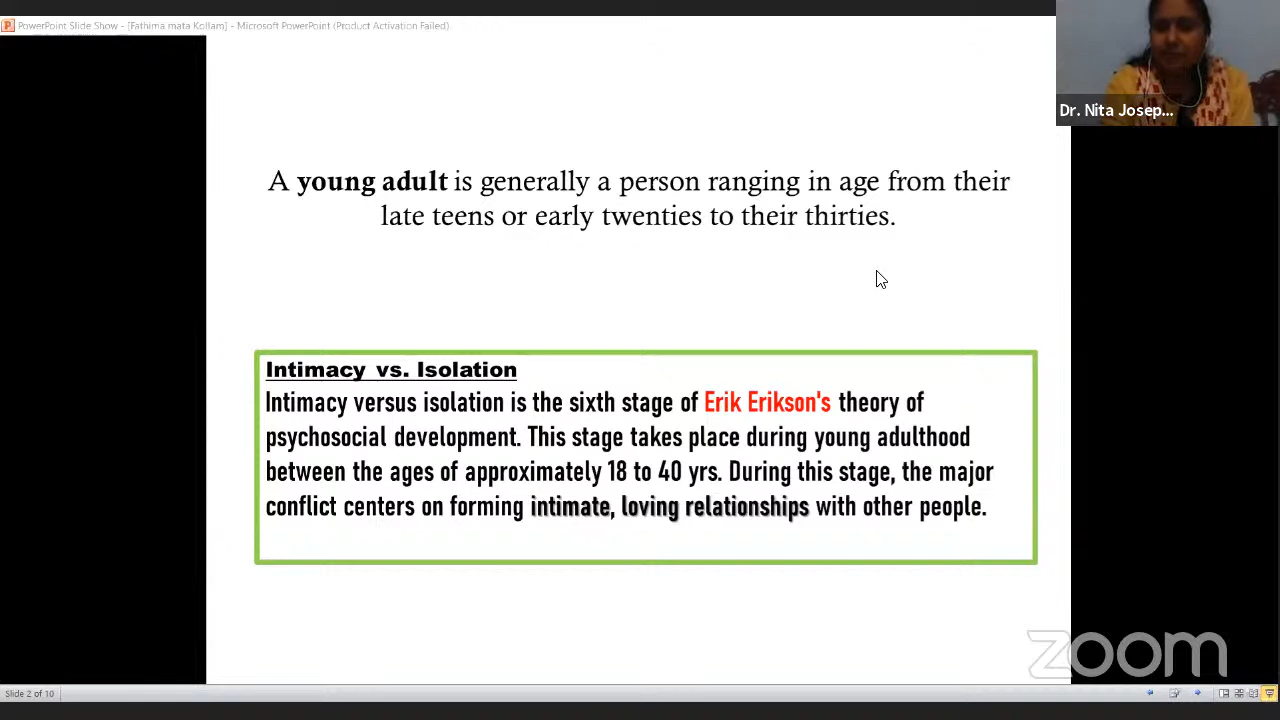 PowerPoint Slide Show - [Fathima mata Kollam] - Microsoft PowerPoint (Product Activation Failed)
Dr. Nita Josep...
A young adult is generally a person ranging in age from their
late teens or early twenties to their thirties.
Intimacy vs. Isolation
Intimacy versus isolation is the sixth stage of Erik Erikson's theory of
psychosocial development. This stage takes place during young adulthood
between the ages of approximately 18 to 40 yrs. During this stage, the major
conflict centers on forming intimate, loving relationships with other people.
zoom
Slide 2 of 10